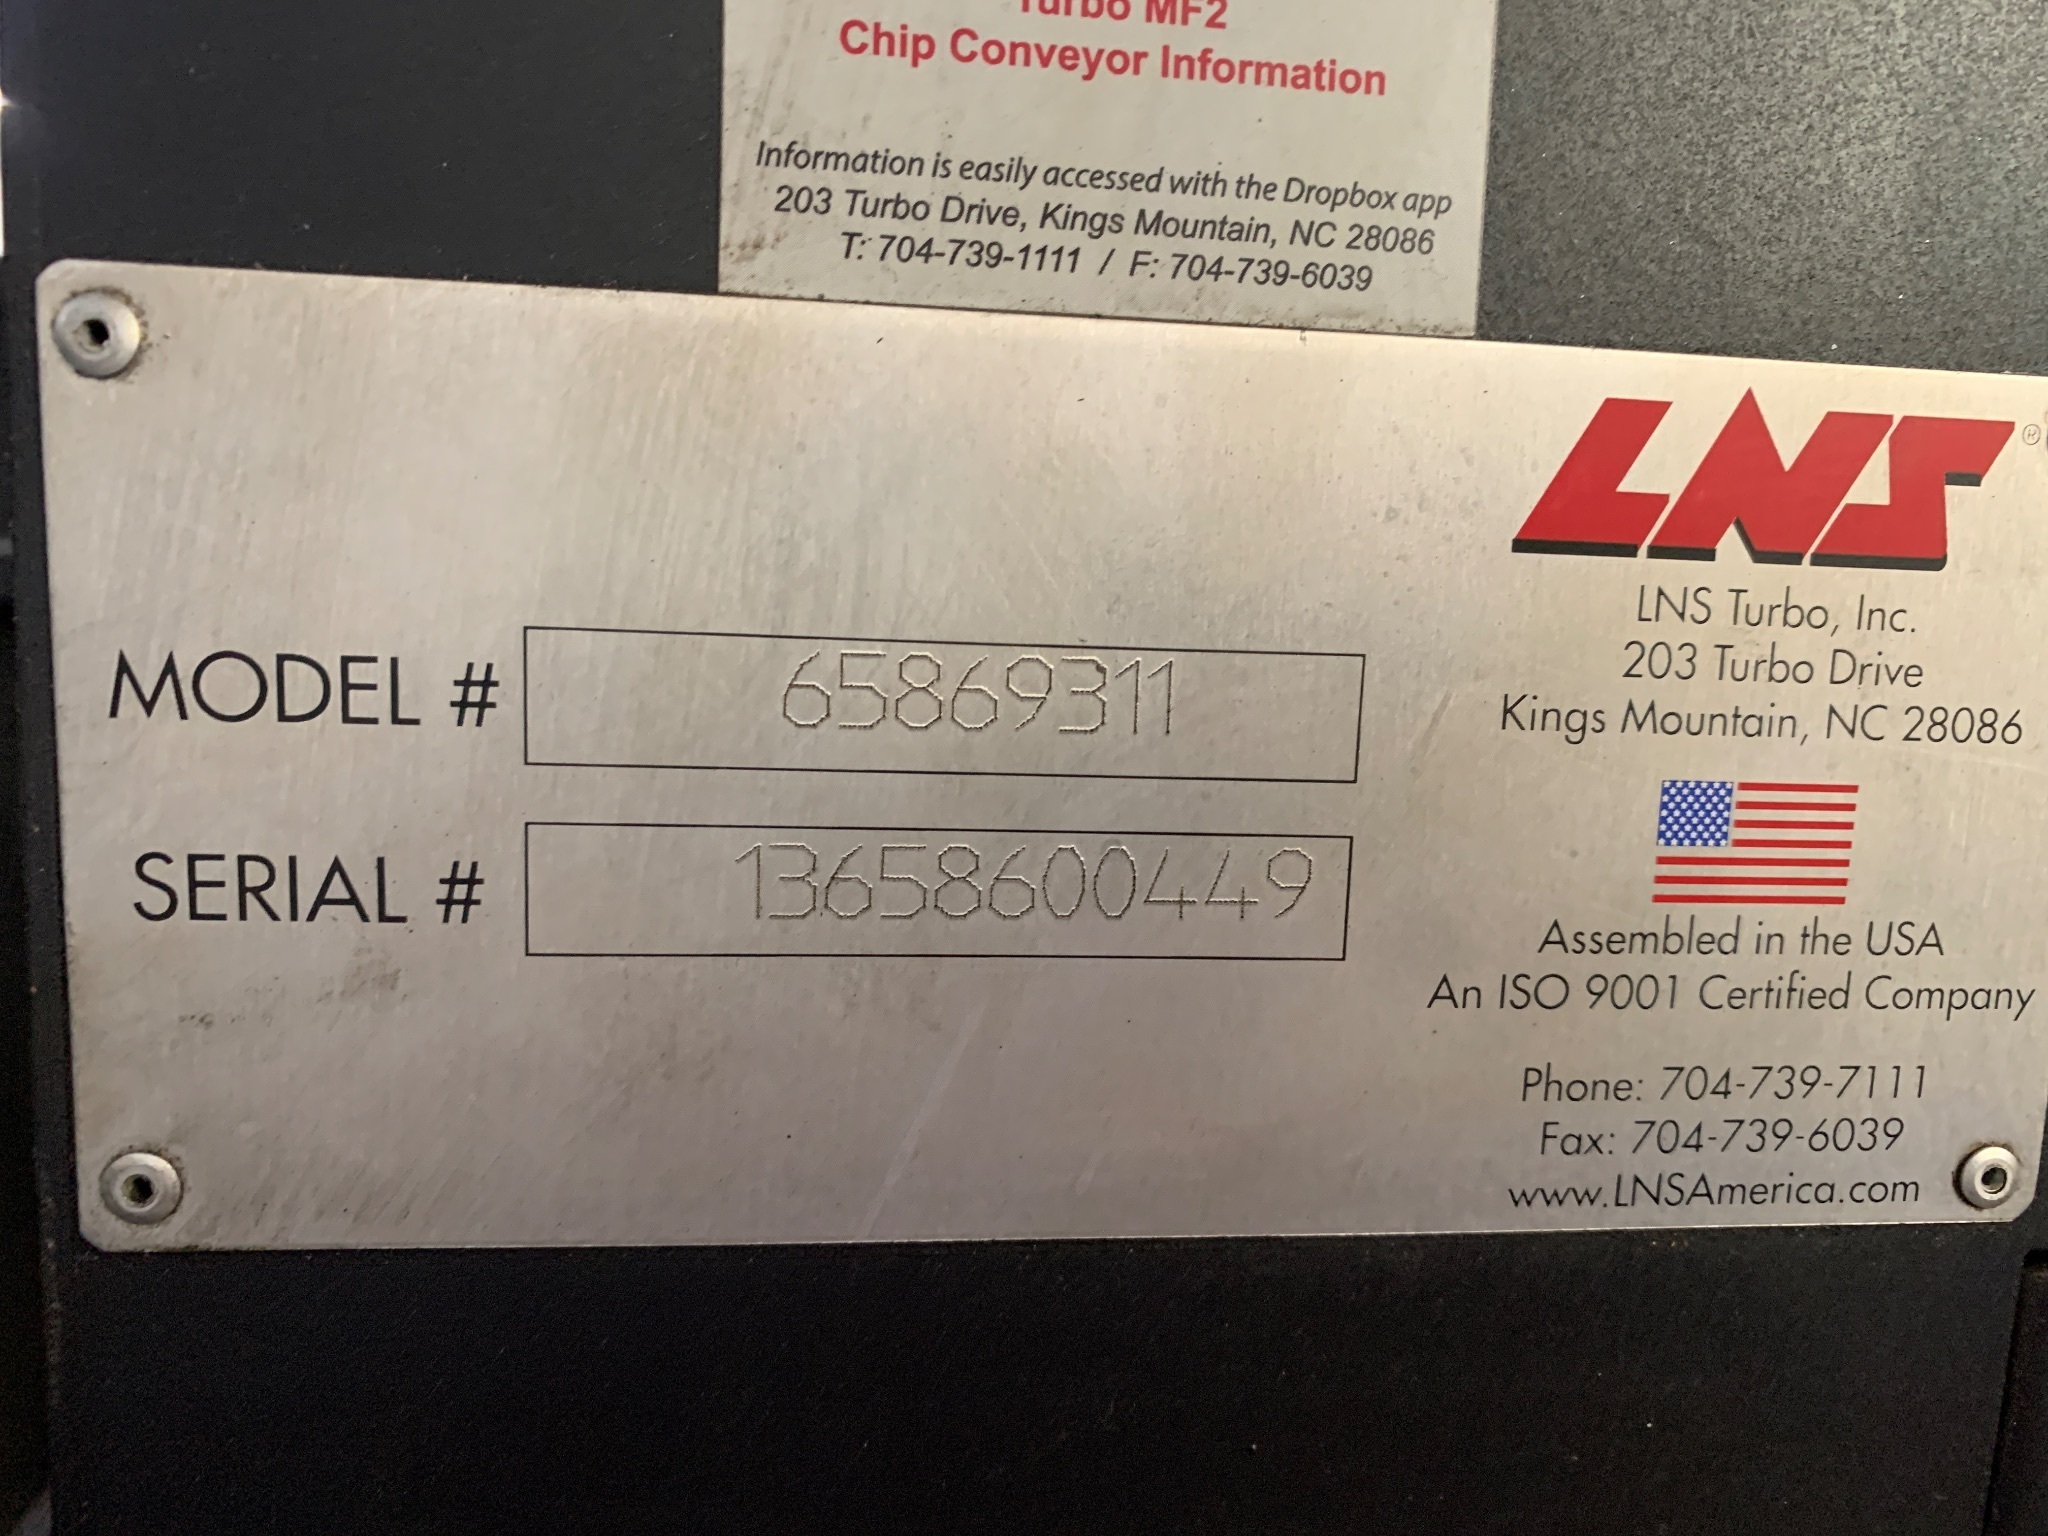 Turbo MF2
Chip Conveyor Information
Information is easily accessed with the Dropbox app
203 Turbo Drive, Kings Mountain, NC 28086
T: 704-739-1111 / F: 704-739-6039
LNS®
LNS Turbo, Inc.
203 Turbo Drive
Kings Mountain, NC 28086
MODEL # 65869311
SERIAL # 13658600449
Assembled in the USA
An ISO 9001 Certified Company
Phone: 704-739-7111
Fax: 704-739-6039
www.LNSAmerica.com